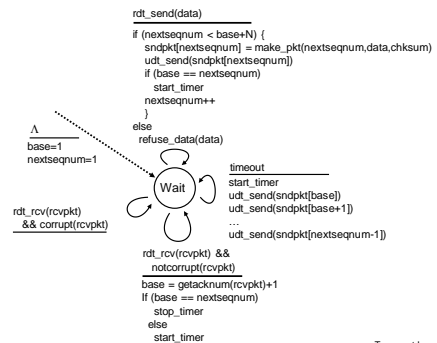 rdt_send(data)
if (nextseqnum < base+N) {
sndpkt[nextseqnum] = make_pkt(nextseqnum,data,chksum)
udt_send(sndpkt[nextseqnum])
if (base == nextseqnum)
start_timer
nextseqnum++
}
else
refuse_data(data)
Λ
base=1
nextseqnum=1
Wait
timeout
start_timer
udt_send(sndpkt[base])
udt_send(sndpkt[base+1])
…
udt_send(sndpkt[nextseqnum-1])
rdt_rcv(rcvpkt)
&& corrupt(rcvpkt)
rdt_rcv(rcvpkt) &&
notcorrupt(rcvpkt)
base = getacknum(rcvpkt)+1
If (base == nextseqnum)
stop_timer
else
start_timer